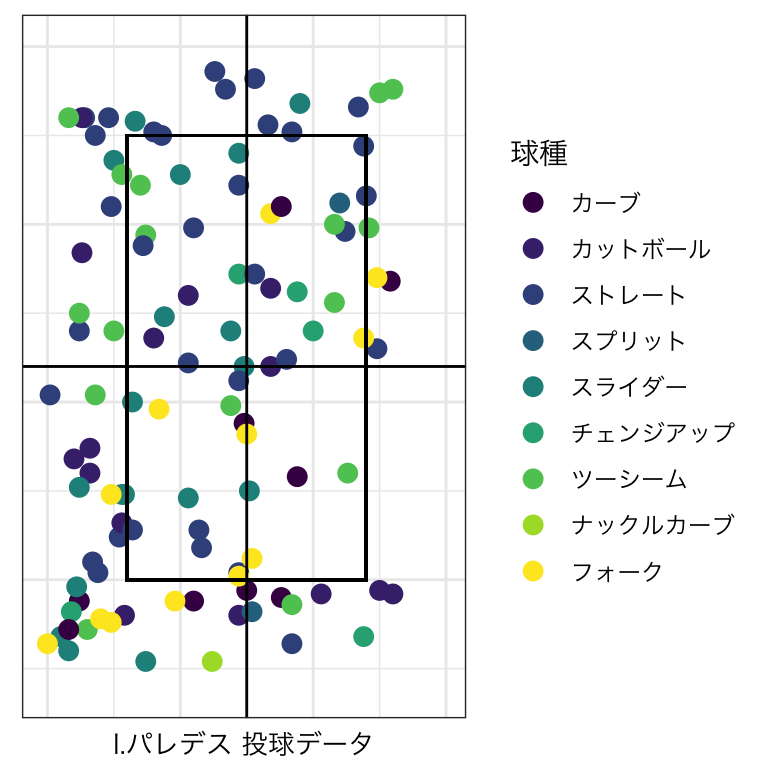 球種
カーブ
カットボール
ストレート
スプリット
スライダー
チェンジアップ
ツーシーム
ナックルカーブ
フォーク
I.パレデス 投球データ